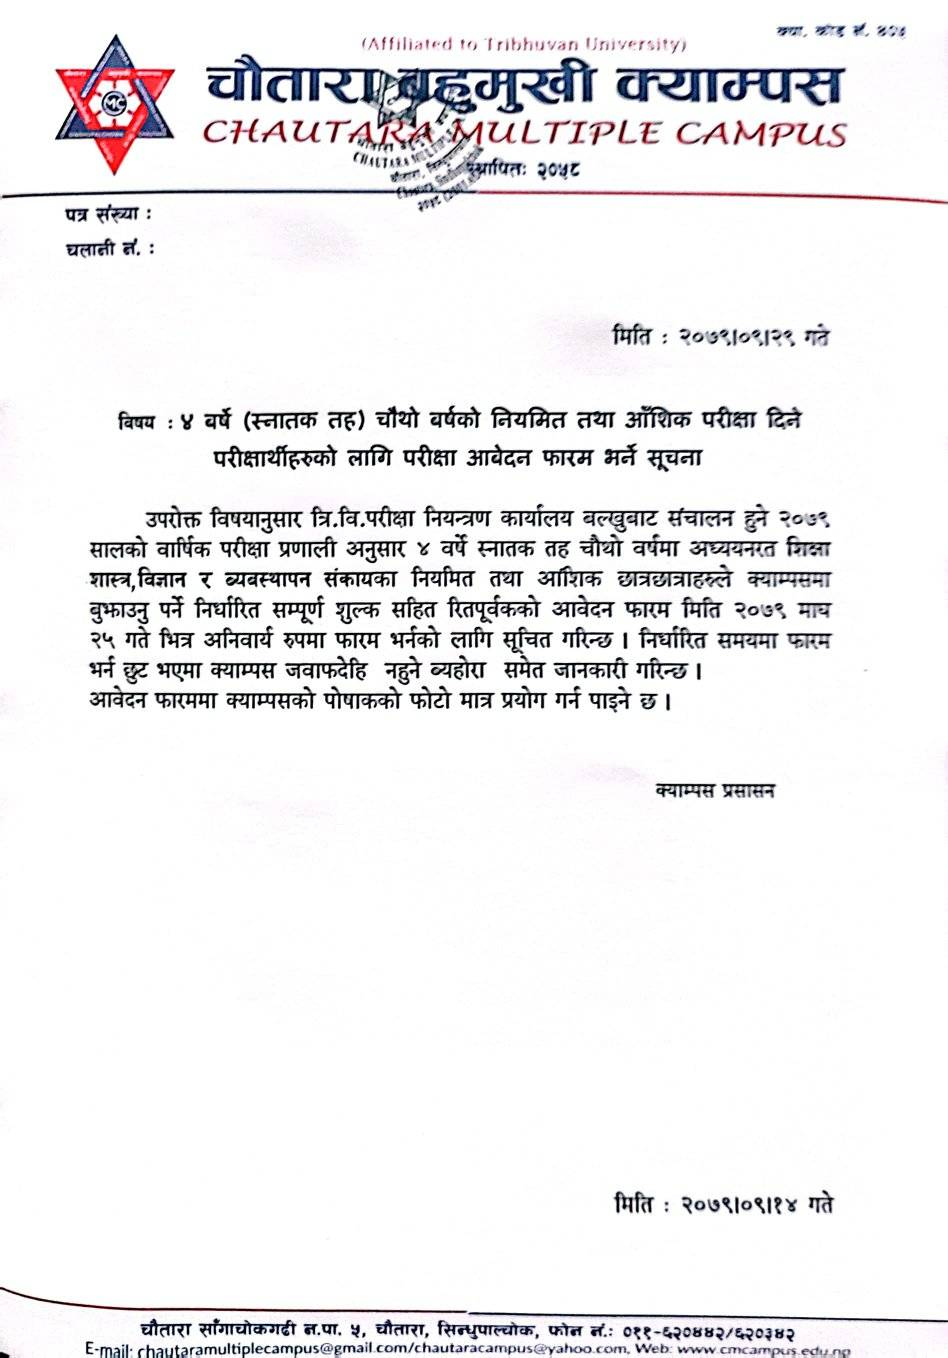 क्या. कोड नं. ४०५
(Affiliated to Tribhuvan University)
चौतारा बहुमुखी क्याम्पस
CHAUTARA MULTIPLE CAMPUS
स्थापितः २०५८
पत्र संख्या :
चलानी नं. :
मिति : २०७९।०९।२९ गते
विषय : ४ वर्षे (स्नातक तह) चौथो वर्षको नियमित तथा आँशिक परीक्षा दिने
परीक्षार्थीहरुको लागि परीक्षा आवेदन फारम भर्ने सूचना
उपरोक्त विषयानुसार त्रि.वि.परीक्षा नियन्त्रण कार्यालय बल्खुबाट संचालन हुने २०७९
सालको वार्षिक परीक्षा प्रणाली अनुसार ४ वर्षे स्नातक तह चौथो वर्षमा अध्ययनरत शिक्षा
शास्त्र,विज्ञान र व्यवस्थापन संकायका नियमित तथा आंशिक छात्रछात्राहरुले क्याम्पसमा
बुझाउनु पर्ने निर्धारित सम्पूर्ण शुल्क सहित रितपूर्वकको आवेदन फारम मिति २०७९ माघ
२५ गते भित्र अनिवार्य रुपमा फारम भर्नको लागि सूचित गरिन्छ । निर्धारित समयमा फारम
भर्न छुट भएमा क्याम्पस जवाफदेहि नहुने व्यहोरा समेत जानकारी गरिन्छ ।
आवेदन फारममा क्याम्पसको पोषाकको फोटो मात्र प्रयोग गर्न पाइने छ ।
क्याम्पस प्रसासन
मिति : २०७९।०९।१४ गते
चौतारा साँगाचोकगढी न.पा. ५, चौतारा, सिन्धुपाल्चोक, फोन नं.: ०११-६२०४४२/६२०३४२
E-mail: chautaramultiplecampus@gmail.com/chautaracampus@yahoo.com, Web: www.cmcampus.edu.np